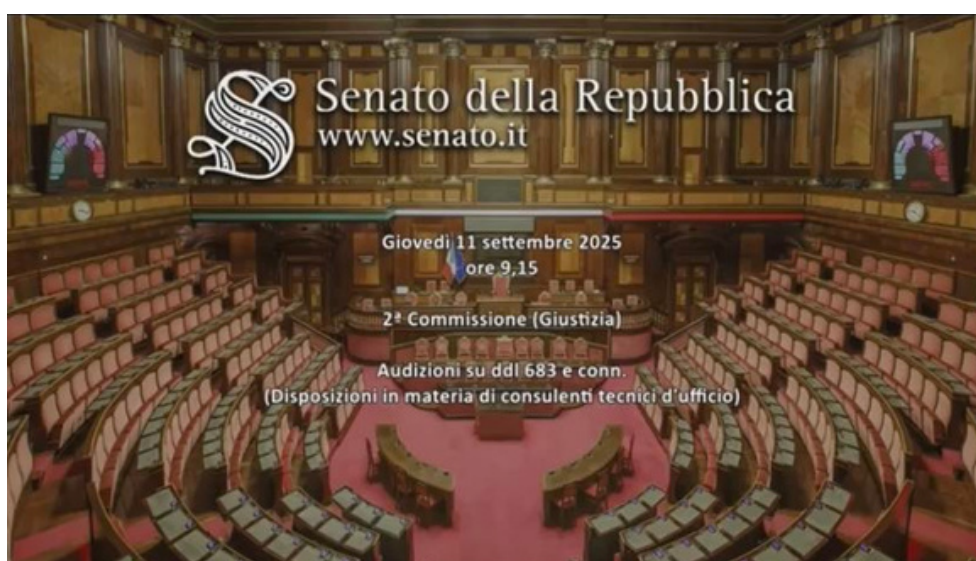 Senato della Repubblica
www.senato.it
Giovedì 11 settembre 2025
ore 9,15
2ª Commissione (Giustizia)
Audizioni su ddl 683 e conn.
(Disposizioni in materia di consulenti tecnici d'ufficio)